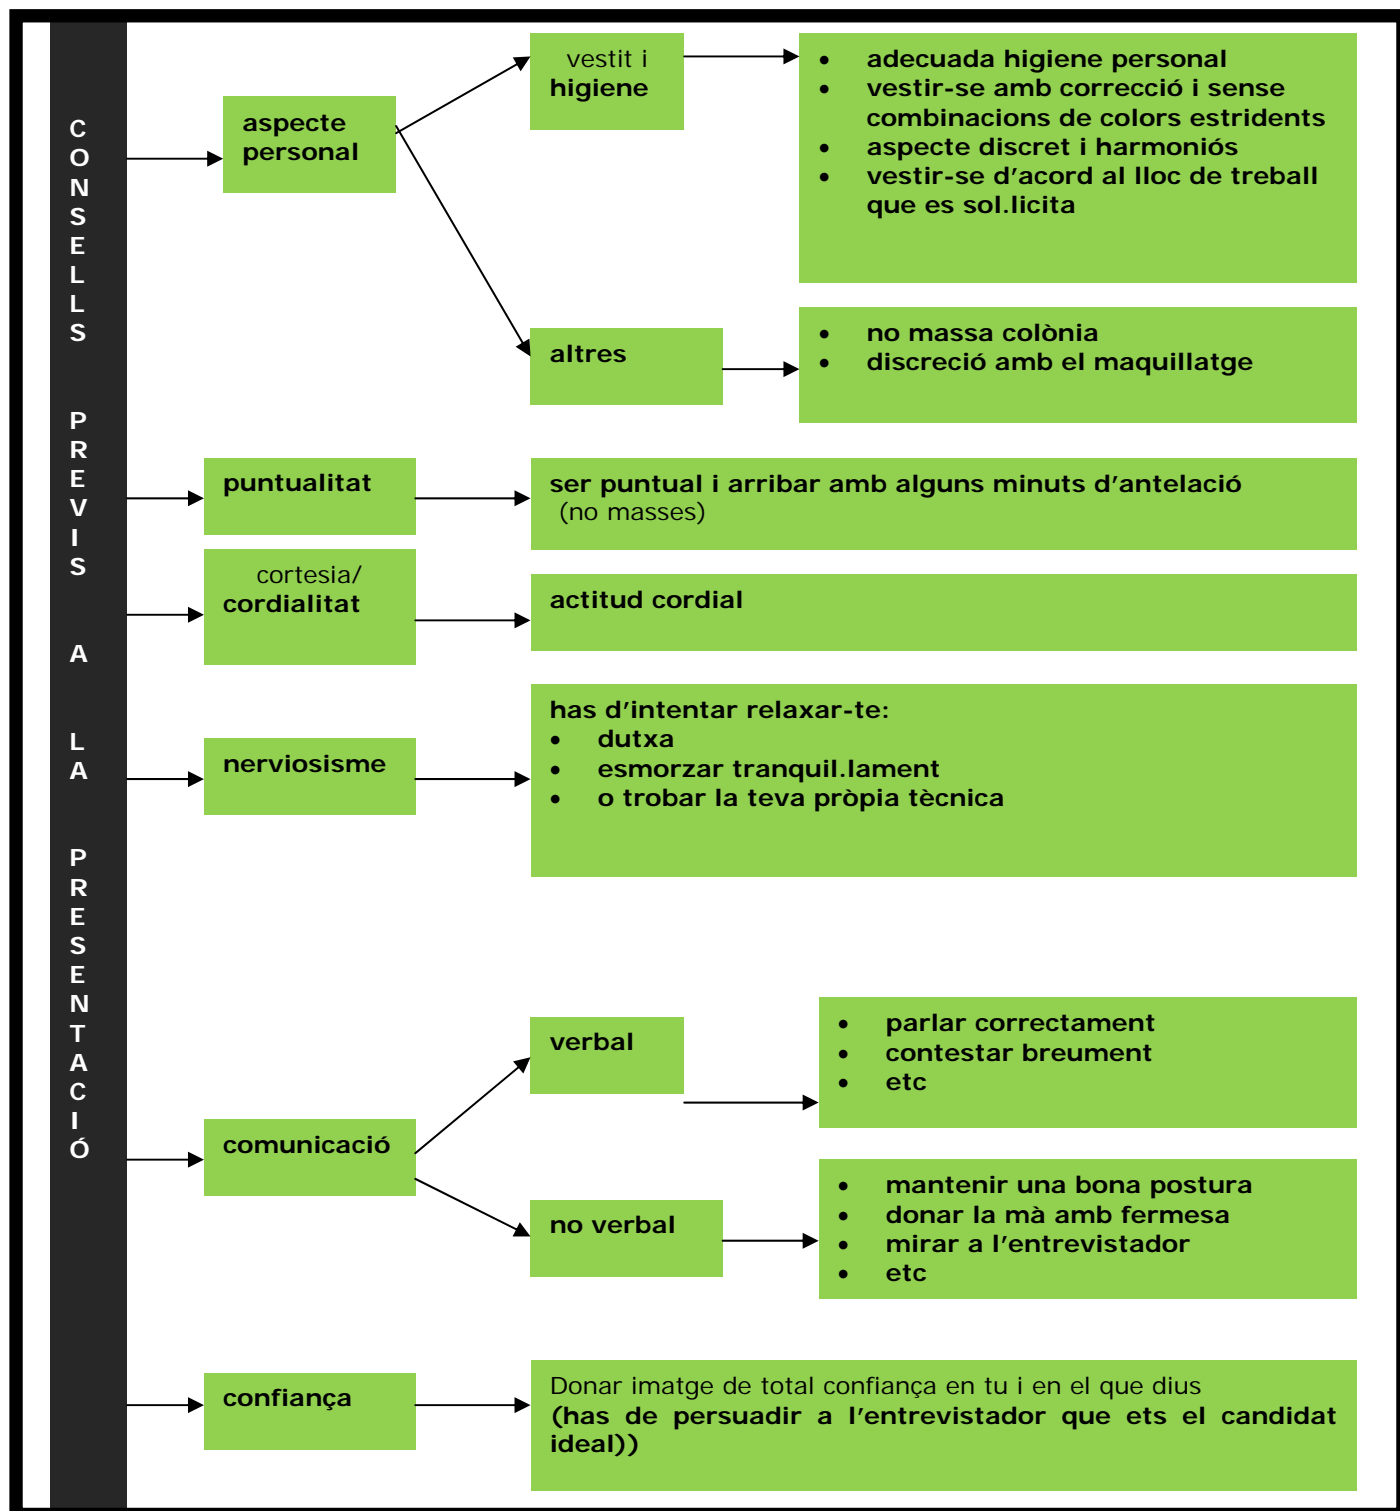 CONSELLS PREVIS A LA PRESENTACIÓ
aspecte
personal
vestit i
higiene
• adecuada higiene personal
• vestir-se amb correcció i sense
combinacions de colors estridents
• aspecte discret i harmoniós
• vestir-se d'acord al lloc de treball
que es sol.licita
altres
• no massa colònia
• discreció amb el maquillatge
puntualitat
ser puntual i arribar amb alguns minuts d'antelació
(no masses)
cortesia/
cordialitat
actitud cordial
nerviosisme
has d'intentar relaxar-te:
• dutxa
• esmorzar tranquil.lament
• o trobar la teva pròpia tècnica
comunicació
verbal
• parlar correctament
• contestar breument
• etc
no verbal
• mantenir una bona postura
• donar la mà amb fermesa
• mirar a l'entrevistador
• etc
confiança
Donar imatge de total confiança en tu i en el que dius
(has de persuadir a l'entrevistador que ets el candidat
ideal))